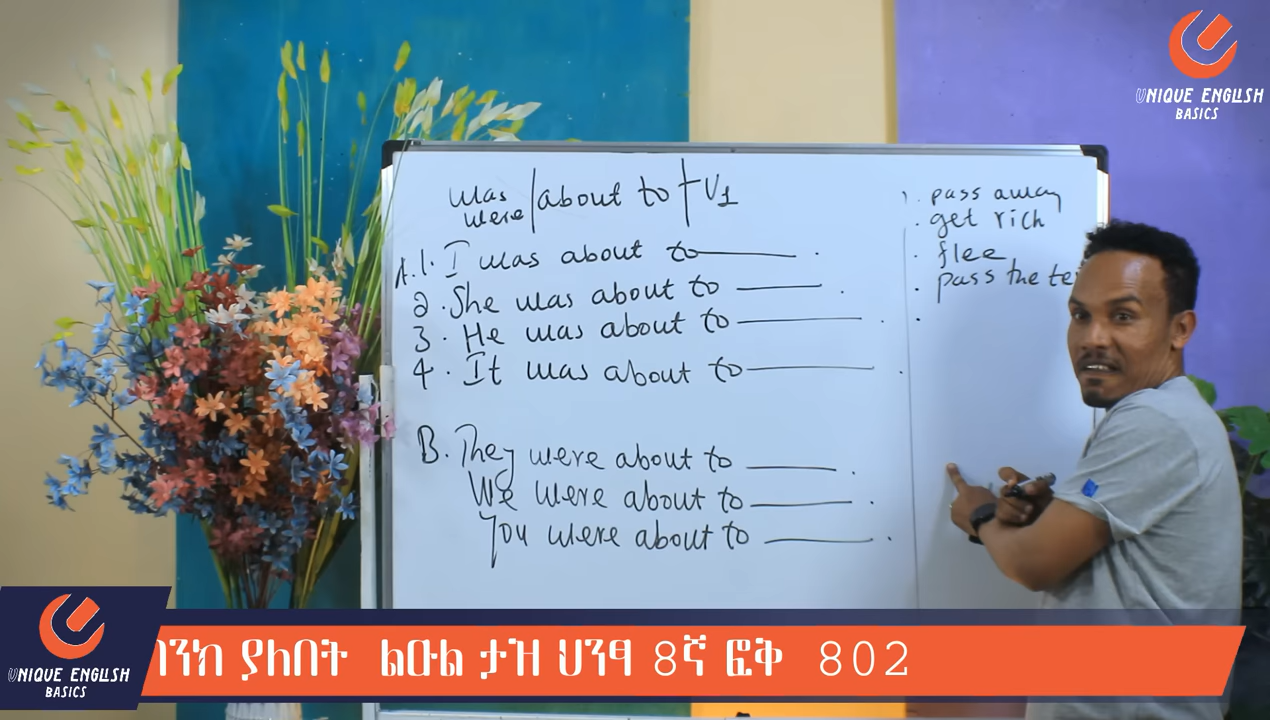 UNIQUE ENGLISH
BASICS
was
were
about to + V1
A.1. I was about to ______ .
2. She was about to ______ .
3. He was about to ______ .
4. It was about to ______ .
B. They were about to ______ .
We were about to ______ .
You were about to ______ .
. pass away
. get rich
. flee
. pass the
.
UNIQUE ENGLISH
BASICS
ያለበት ልዑል ታዝ ህንፃ 8ኛ ፎቅ 802